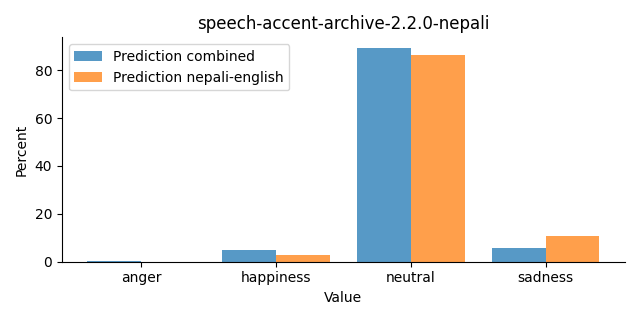 speech-accent-archive-2.2.0-nepali
Prediction combined
Prediction nepali-english
Percent
80
60
40
20
0
anger happiness neutral sadness
Value